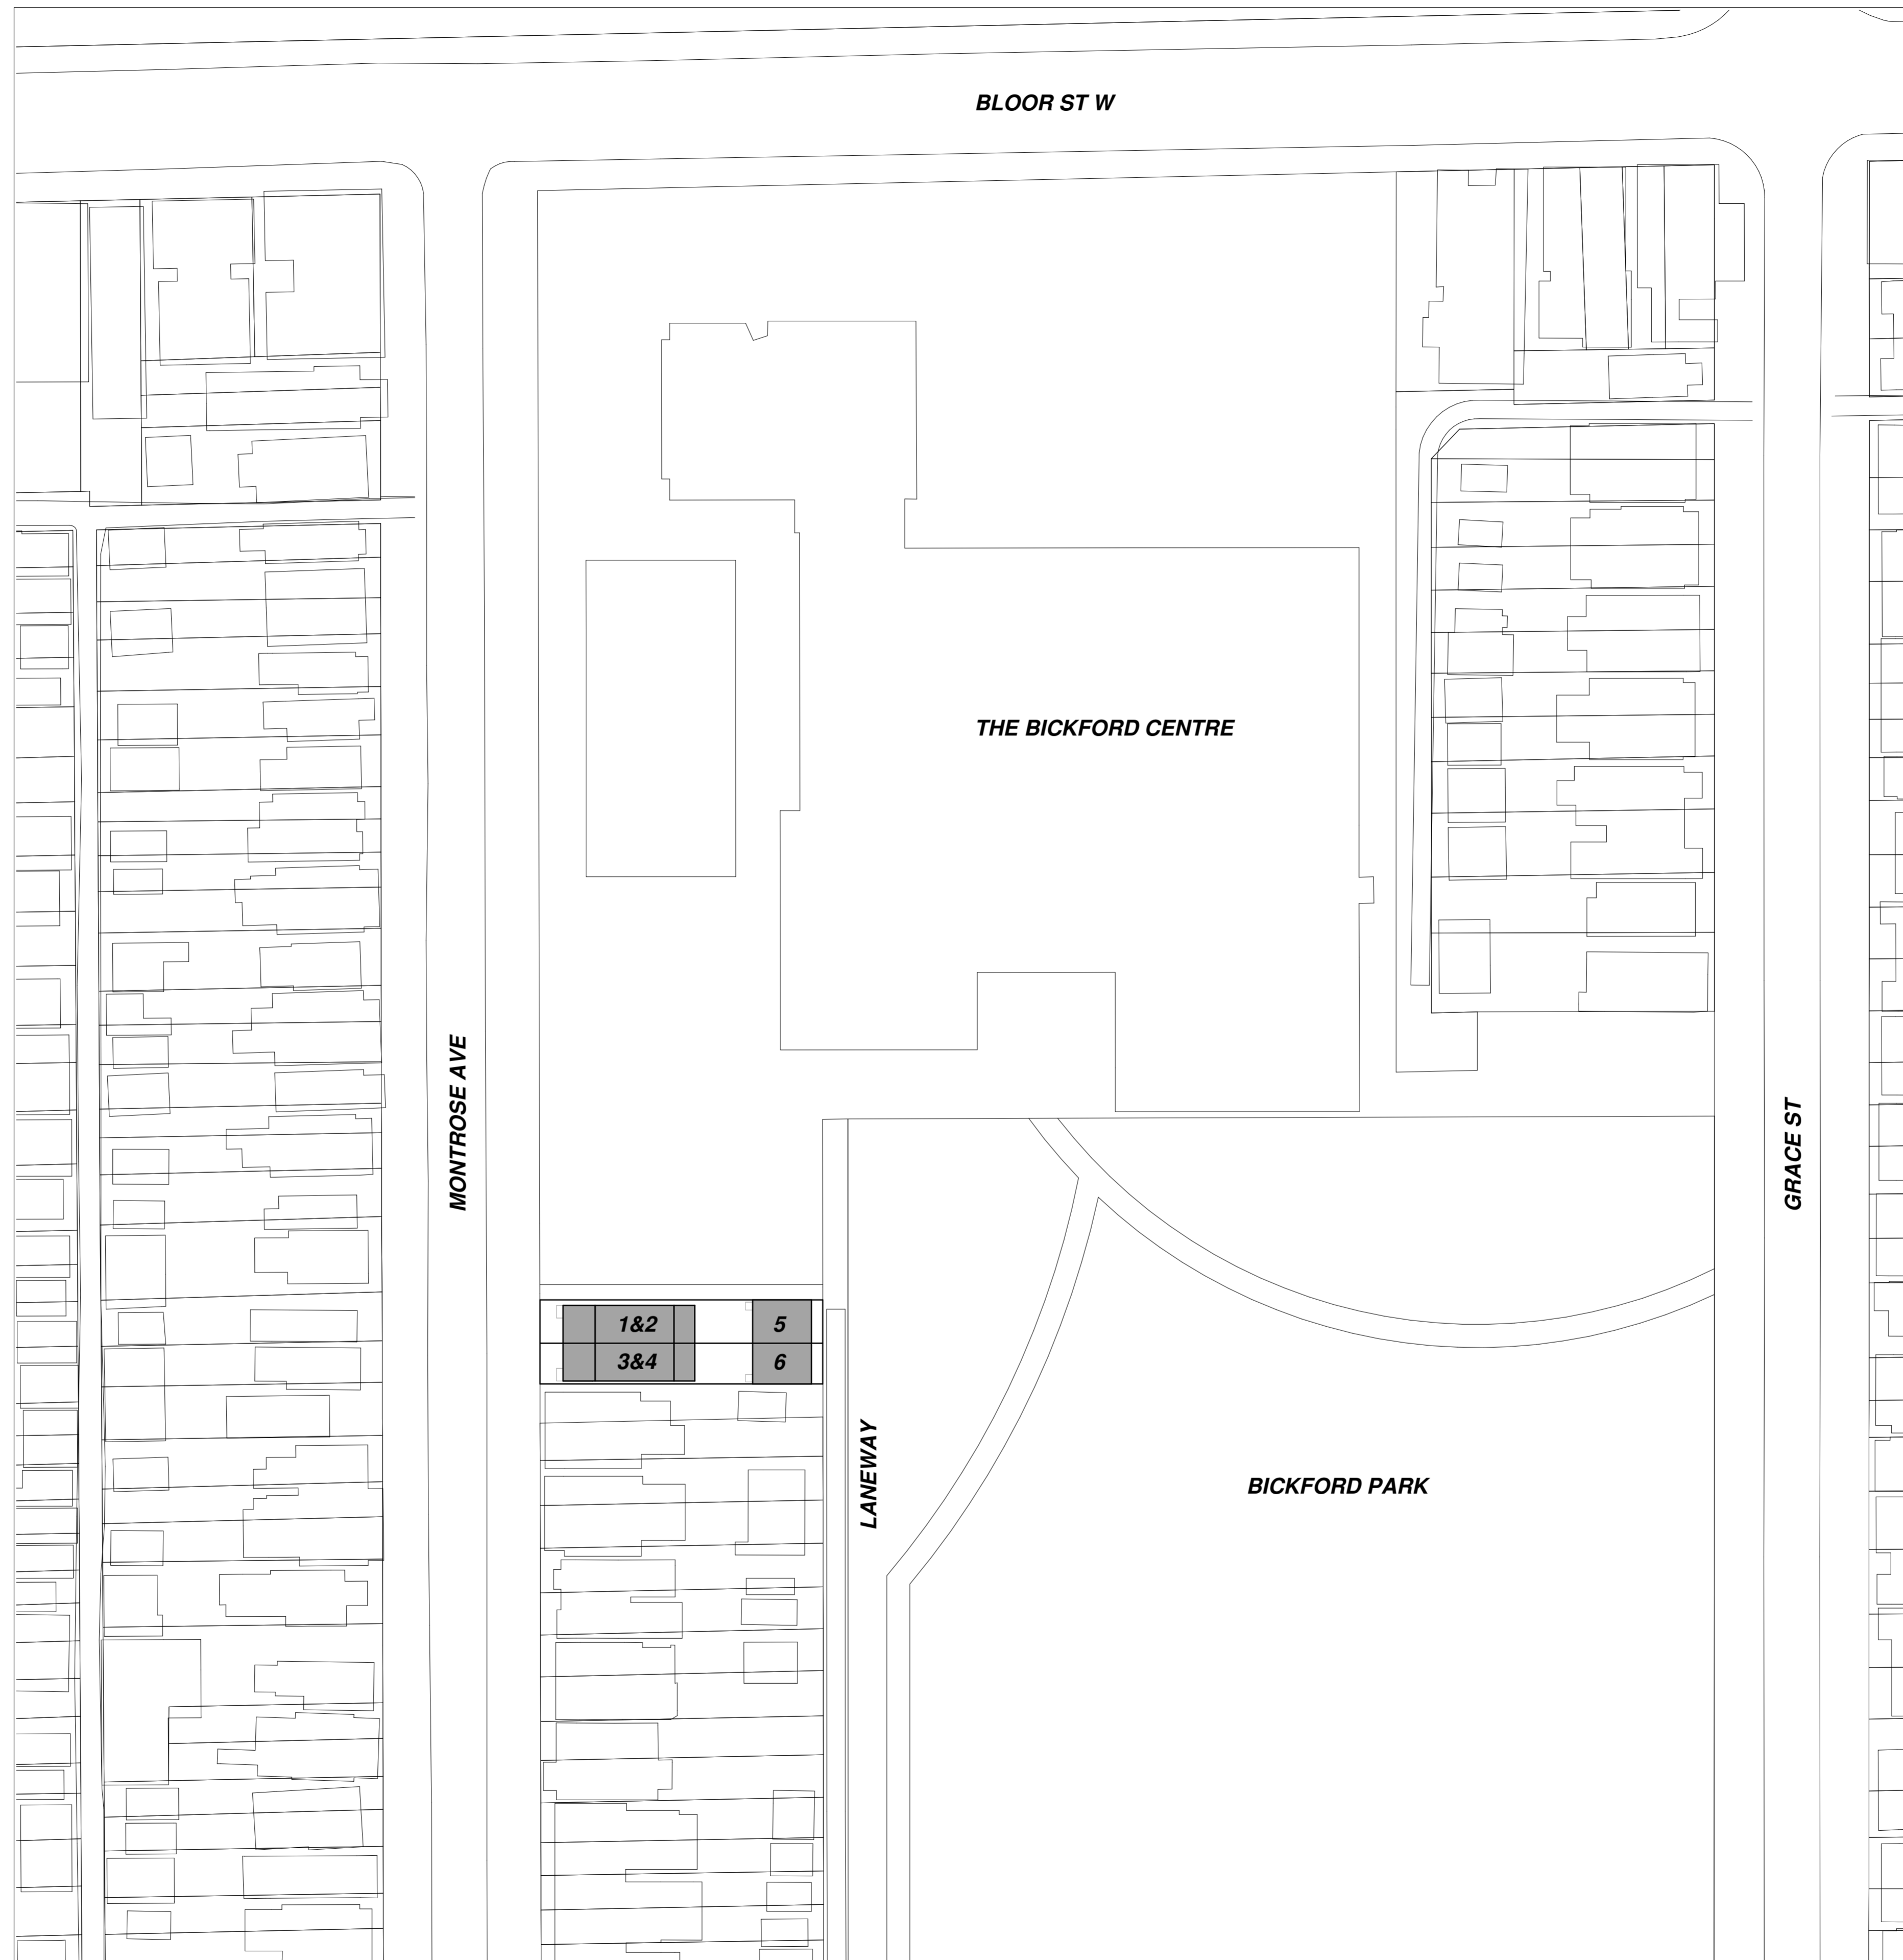 BLOOR ST W
THE BICKFORD CENTRE
MONTROSE AVE
GRACE ST
1&2
5
3&4
6
LANEWAY
BICKFORD PARK